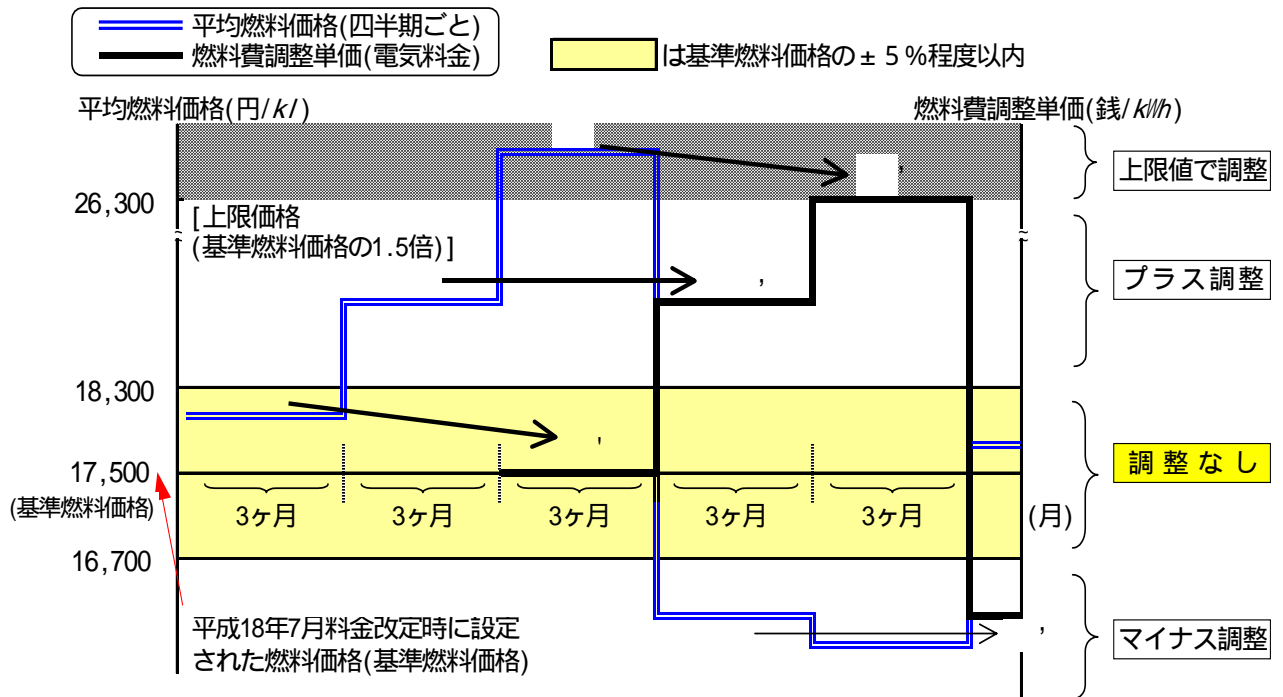 平均燃料価格(四半期ごと)
燃料費調整単価(電気料金)
は基準燃料価格の±5%程度以内
平均燃料価格(円/kl)
燃料費調整単価(銭/kWh)
上限値で調整
26,300
[上限価格
(基準燃料価格の1.5倍)]
プラス調整
18,300
調整なし
17,500
(基準燃料価格)
3ヶ月 3ヶ月 3ヶ月 3ヶ月 3ヶ月 (月)
16,700
平成18年7月料金改定時に設定
された燃料価格(基準燃料価格)
マイナス調整